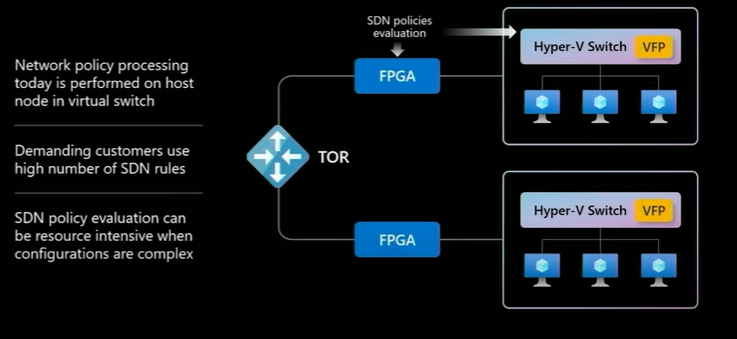 SDN policies
evaluation
Network policy processing
today is performed on host
node in virtual switch
Demanding customers use
high number of SDN rules
SDN policy evaluation can
be resource intensive when
configurations are complex
TOR
FPGA
Hyper-V Switch VFP
FPGA
Hyper-V Switch VFP